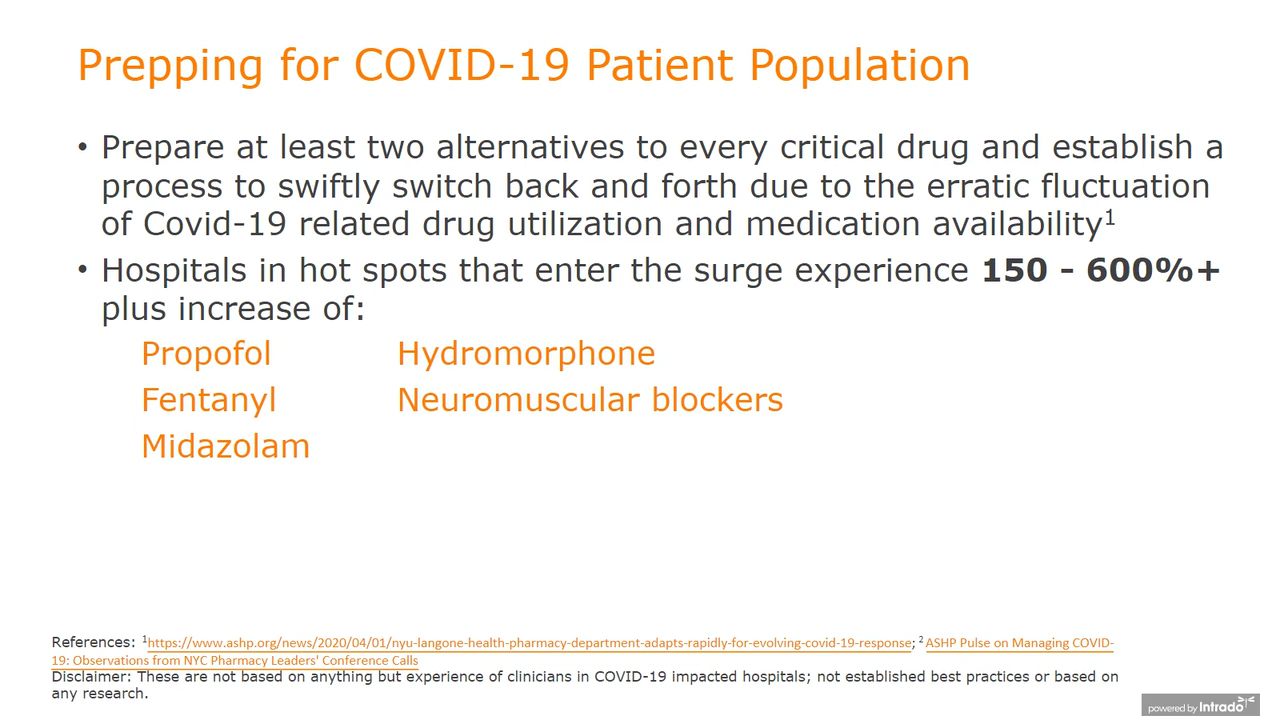 Prepping for COVID-19 Patient Population
• Prepare at least two alternatives to every critical drug and establish a
process to swiftly switch back and forth due to the erratic fluctuation
of Covid-19 related drug utilization and medication availability¹
• Hospitals in hot spots that enter the surge experience 150 - 600%+
plus increase of:
Propofol Hydromorphone
Fentanyl Neuromuscular blockers
Midazolam
References: ¹https://www.ashp.org/news/2020/04/01/nyu-langone-health-pharmacy-department-adapts-rapidly-for-evolving-covid-19-response; ² ASHP Pulse on Managing COVID-
19: Observations from NYC Pharmacy Leaders' Conference Calls
Disclaimer: These are not based on anything but experience of clinicians in COVID-19 impacted hospitals; not established best practices or based on
any research.
powered by Intrado